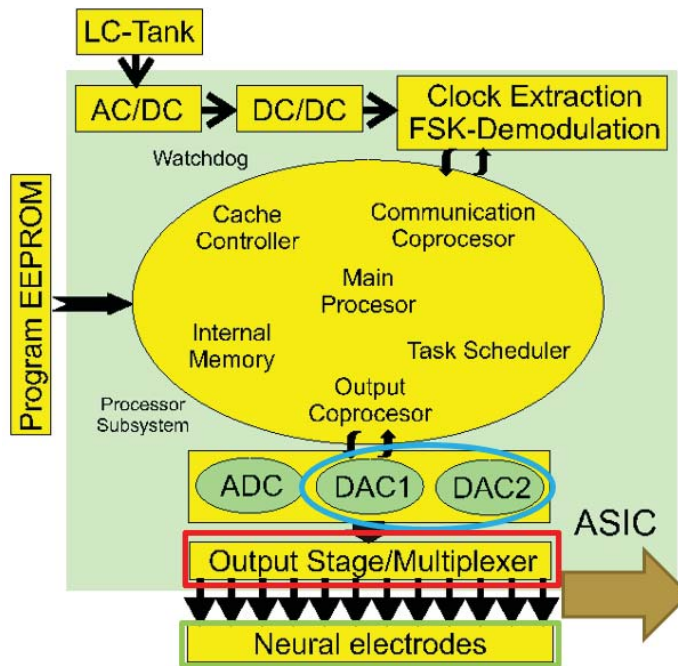 LC-Tank
AC/DC
DC/DC
Clock Extraction
FSK-Demodulation
Watchdog
Program EEPROM
Cache
Controller
Communication
Coprocesor
Main
Procesor
Internal
Memory
Task Scheduler
Output
Coprocesor
Processor
Subsystem
ADC
DAC1
DAC2
ASIC
Output Stage/Multiplexer
Neural electrodes